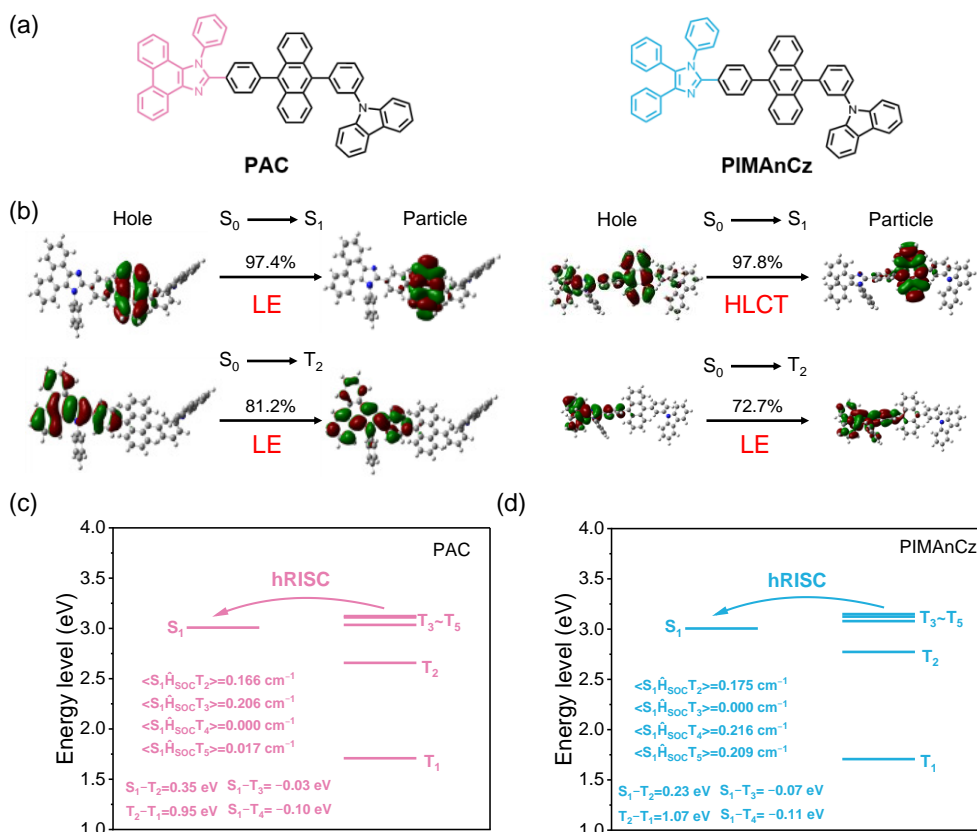 (a)
N
N
N
PAC
N
N
N
PIMAnCz
(b)
Hole
S0 ⟶ S1
Particle
97.4%
LE
S0 ⟶ T2
81.2%
LE
Hole
S0 ⟶ S1
Particle
97.8%
HLCT
S0 ⟶ T2
72.7%
LE
(c)
PAC
Energy level (eV)
4.0
3.5
3.0
2.5
2.0
1.5
1.0
hRISC
S1
T3~T5
T2
T1
<S1ĤSOCT2>=0.166 cm−1
<S1ĤSOCT3>=0.206 cm−1
<S1ĤSOCT4>=0.000 cm−1
<S1ĤSOCT5>=0.017 cm−1
S1−T2=0.35 eV S1−T3= −0.03 eV
T2−T1=0.95 eV S1−T4= −0.10 eV
(d)
PIMAnCz
Energy level (eV)
4.0
3.5
3.0
2.5
2.0
1.5
1.0
hRISC
S1
T3~T5
T2
T1
<S1ĤSOCT2>=0.175 cm−1
<S1ĤSOCT3>=0.000 cm−1
<S1ĤSOCT4>=0.216 cm−1
<S1ĤSOCT5>=0.209 cm−1
S1−T2=0.23 eV S1−T3= −0.07 eV
T2−T1=1.07 eV S1−T4= −0.11 eV